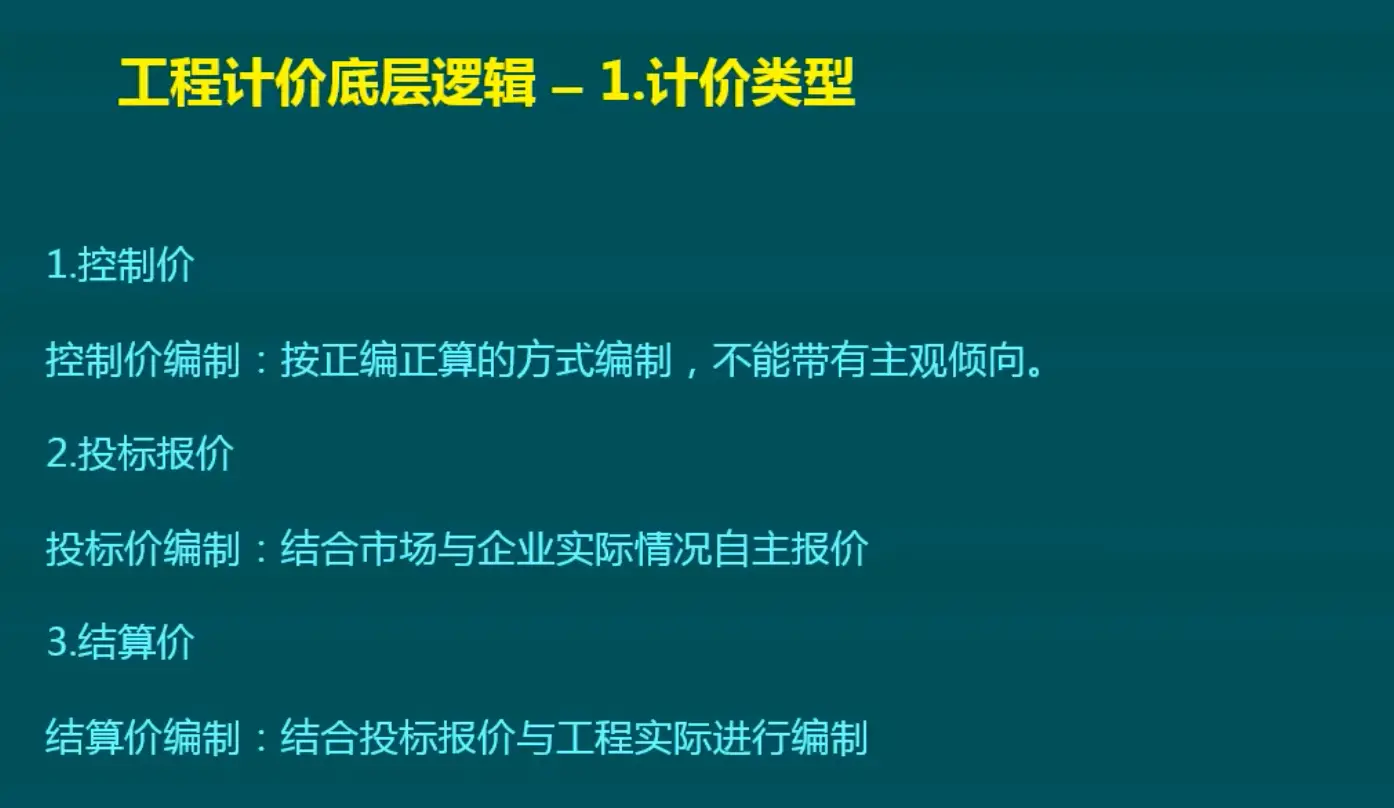 工程计价底层逻辑 – 1.计价类型
1.控制价
控制价编制：按正编正算的方式编制，不能带有主观倾向。
2.投标报价
投标价编制：结合市场与企业实际情况自主报价
3.结算价
结算价编制：结合投标报价与工程实际进行编制